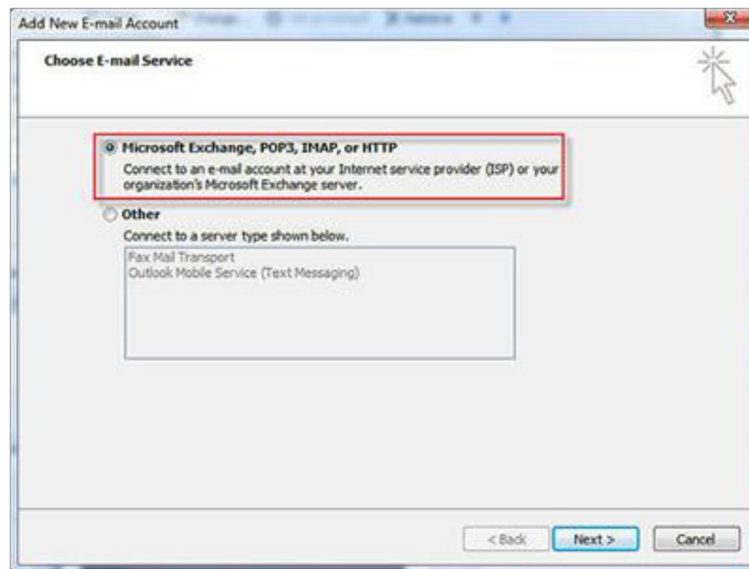 Add New E-mail Account
Choose E-mail Service
Microsoft Exchange, POP3, IMAP, or HTTP
Connect to an e-mail account at your Internet service provider (ISP) or your
organization's Microsoft Exchange server.
Other
Connect to a server type shown below.
Fax Mail Transport
Outlook Mobile Service (Text Messaging)
< Back Next > Cancel